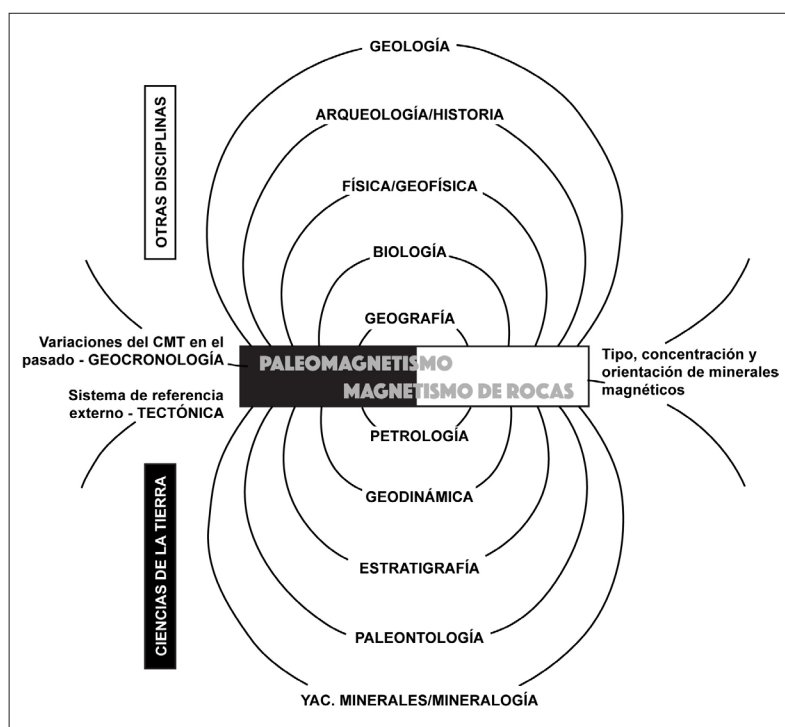 GEOLOGÍA
ARQUEOLOGÍA/HISTORIA
FÍSICA/GEOFÍSICA
BIOLOGÍA
GEOGRAFÍA
OTRAS DISCIPLINAS
Variaciones del CMT en el
pasado - GEOCRONOLOGÍA
Sistema de referencia
externo - TECTÓNICA
PALEOMAGNETISMO
MAGNETISMO DE ROCAS
Tipo, concentración y
orientación de minerales
magnéticos
CIENCIAS DE LA TIERRA
PETROLOGÍA
GEODINÁMICA
ESTRATIGRAFÍA
PALEONTOLOGÍA
YAC. MINERALES/MINERALOGÍA